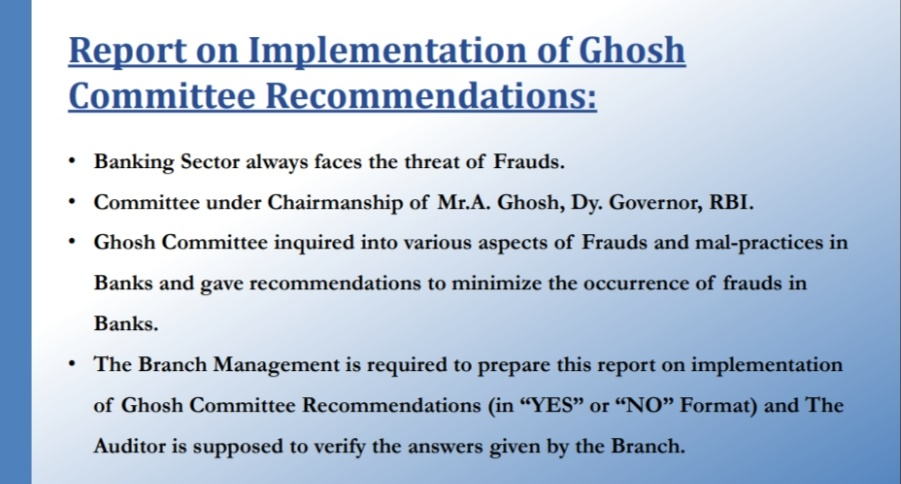 Report on Implementation of Ghosh
Committee Recommendations:
• Banking Sector always faces the threat of Frauds.
• Committee under Chairmanship of Mr.A. Ghosh, Dy. Governor, RBI.
• Ghosh Committee inquired into various aspects of Frauds and mal-practices in
Banks and gave recommendations to minimize the occurrence of frauds in
Banks.
• The Branch Management is required to prepare this report on implementation
of Ghosh Committee Recommendations (in “YES” or “NO” Format) and The
Auditor is supposed to verify the answers given by the Branch.